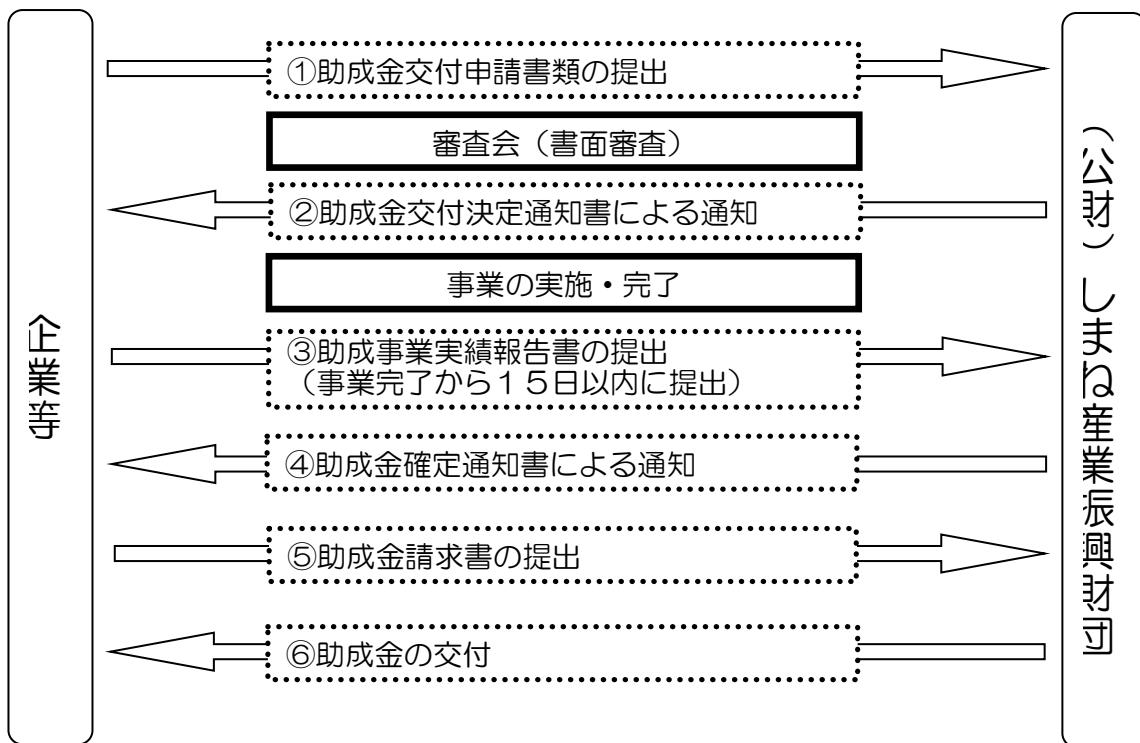 企業等
①助成金交付申請書類の提出
審査会（書面審査）
②助成金交付決定通知書による通知
事業の実施・完了
③助成事業実績報告書の提出
（事業完了から１５日以内に提出）
④助成金確定通知書による通知
⑤助成金請求書の提出
⑥助成金の交付
（公財）しまね産業振興財団